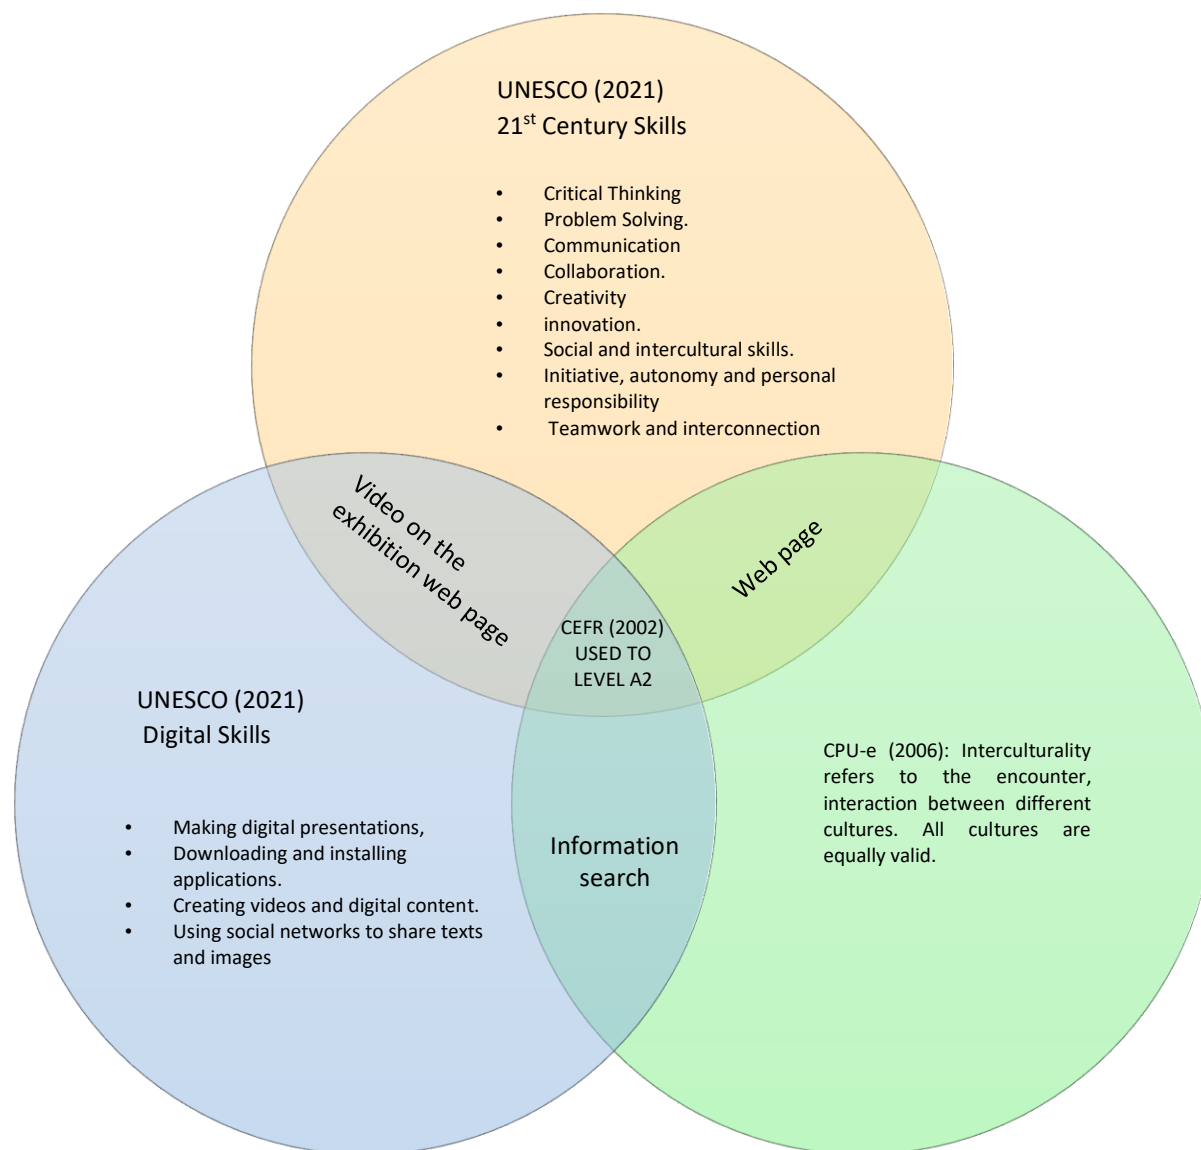 UNESCO (2021)
21st Century Skills
• Critical Thinking
• Problem Solving.
• Communication
• Collaboration.
• Creativity
• innovation.
• Social and intercultural skills.
• Initiative, autonomy and personal
responsibility
• Teamwork and interconnection
Video on the
exhibition web page
Web page
CEFR (2002)
USED TO
LEVEL A2
UNESCO (2021)
Digital Skills
• Making digital presentations,
• Downloading and installing
applications.
• Creating videos and digital content.
• Using social networks to share texts
and images
Information
search
CPU-e (2006): Interculturality
refers to the encounter,
interaction between different
cultures. All cultures are
equally valid.